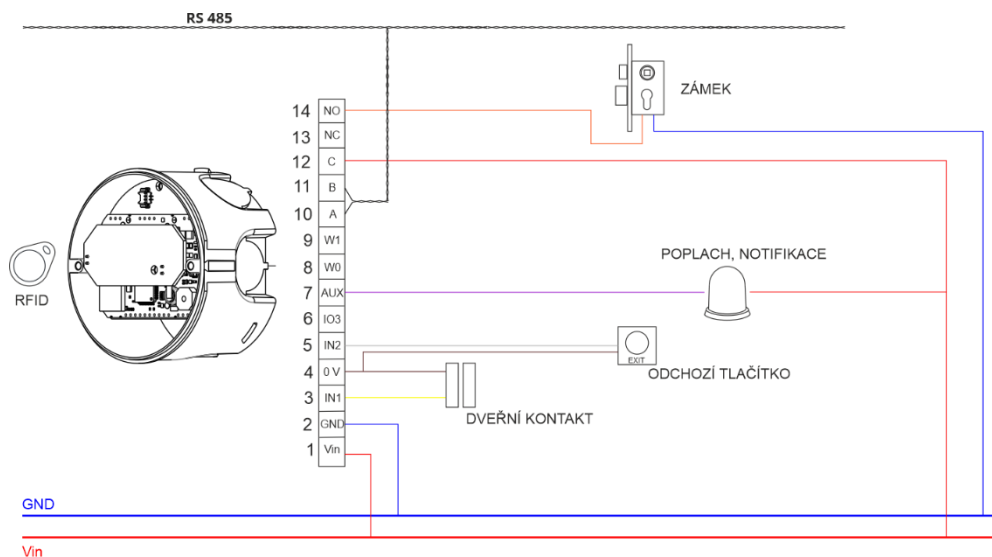 RS 485
ZÁMEK
14 NO
13 NC
12 C
11 B
10 A
9 W1
8 W0
7 AUX
6 IO3
5 IN2
4 0 V
3 IN1
2 GND
1 Vin
RFID
POPLACH, NOTIFIKACE
EXIT
ODCHOZÍ TLAČÍTKO
DVEŘNÍ KONTAKT
GND
Vin